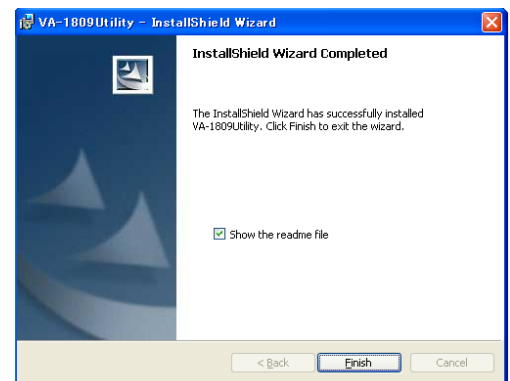 VA-1809Utility - InstallShield Wizard
InstallShield Wizard Completed
The InstallShield Wizard has successfully installed
VA-1809Utility. Click Finish to exit the wizard.
Show the readme file
< Back
Finish
Cancel